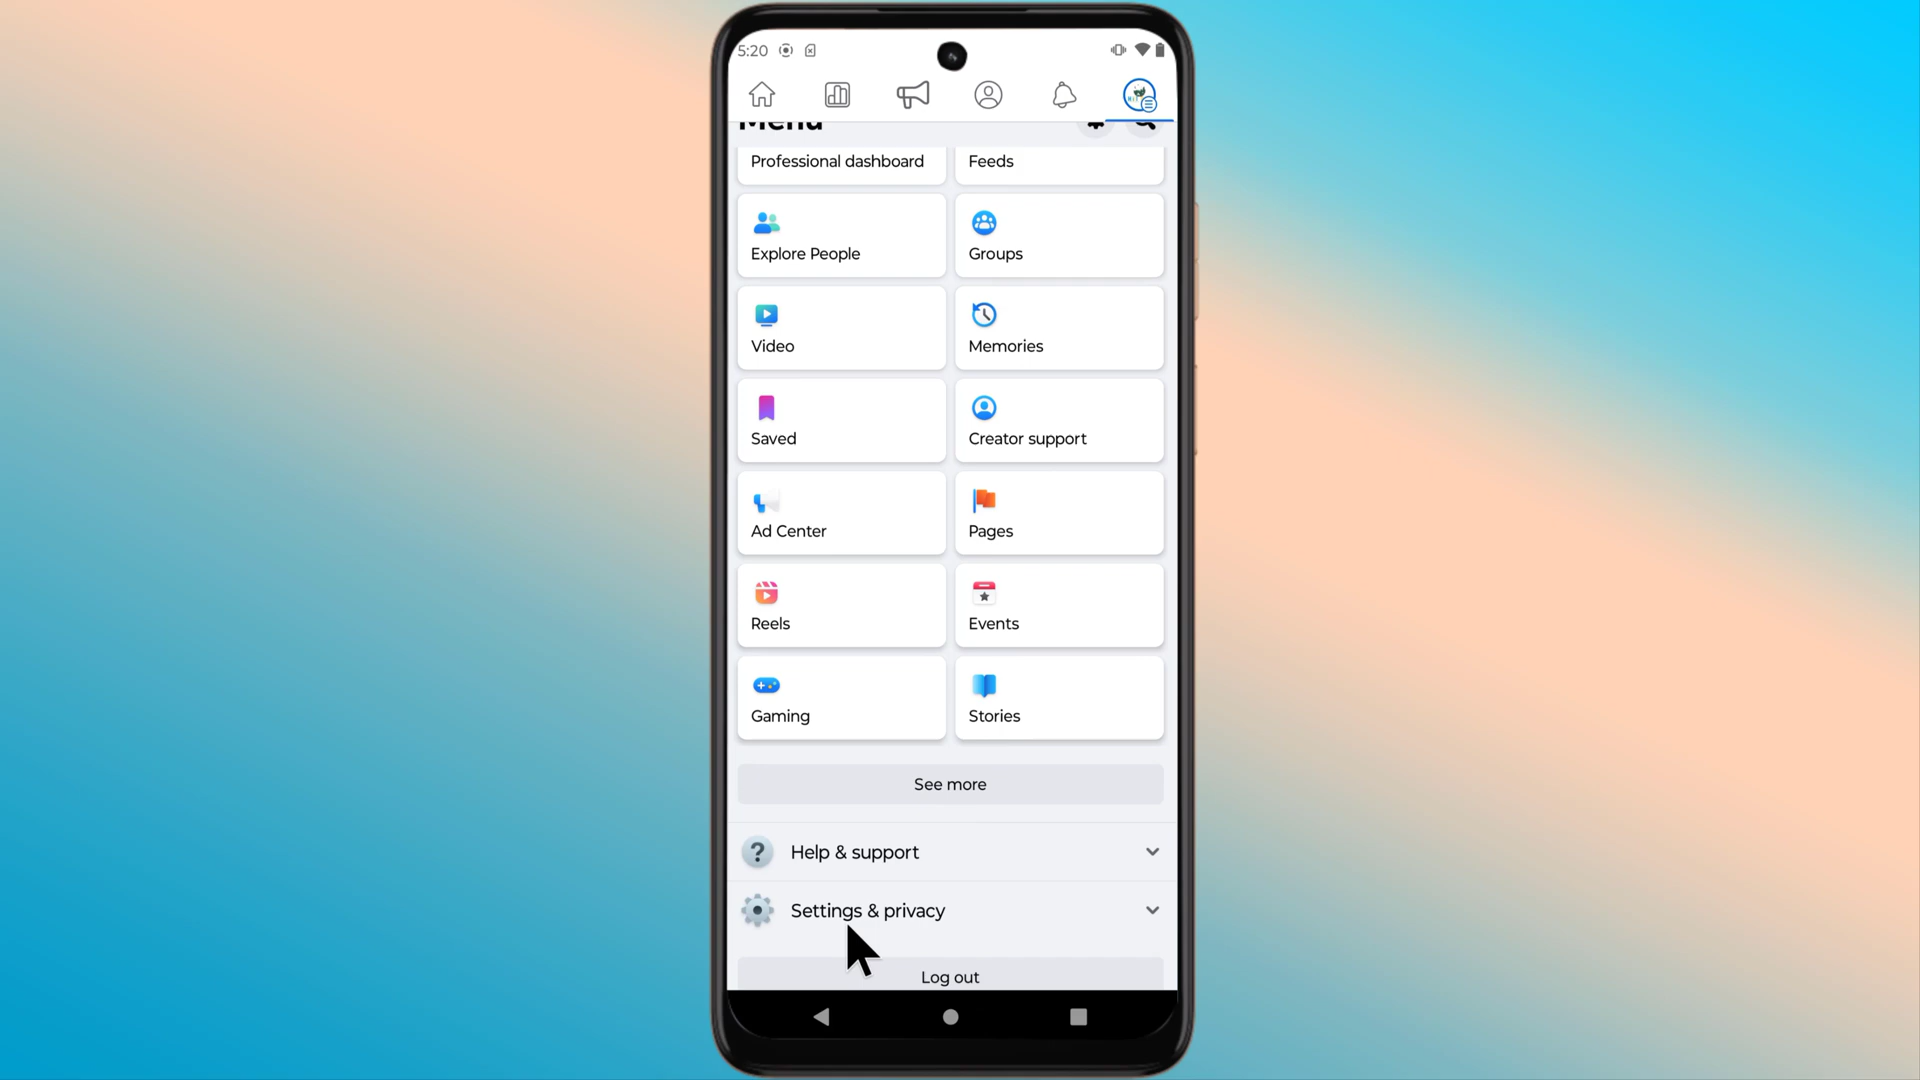 5:20
Menu
Professional dashboard
Feeds
Explore People
Groups
Video
Memories
Saved
Creator support
Ad Center
Pages
Reels
Events
Gaming
Stories
See more
Help & support
Settings & privacy
Log out